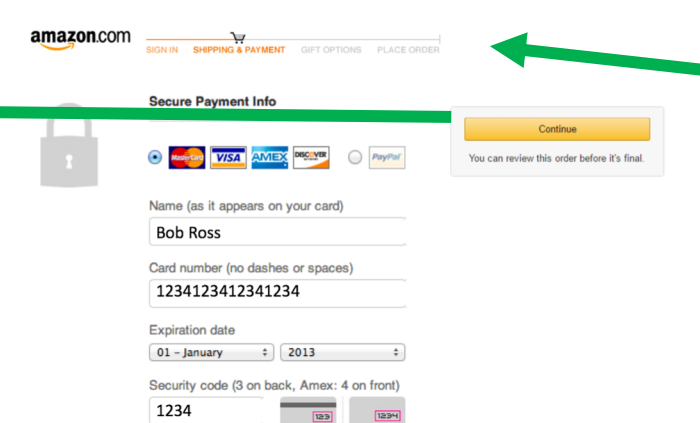 amazon.com
SIGN IN SHIPPING & PAYMENT GIFT OPTIONS PLACE ORDER
Secure Payment Info
Continue
MasterCard VISA AMEX DISCOVER PayPal
You can review this order before it's final.
Name (as it appears on your card)
Bob Ross
Card number (no dashes or spaces)
1234123412341234
Expiration date
01 - January 2013
Security code (3 on back, Amex: 4 on front)
1234 123 1234